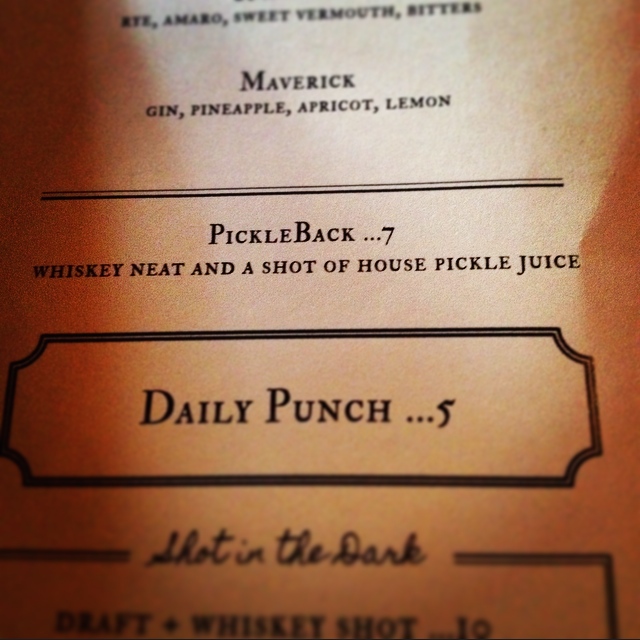 RYE, AMARO, SWEET VERMOUTH, BITTERS
MAVERICK
GIN, PINEAPPLE, APRICOT, LEMON
PICKLEBACK ...7
WHISKEY NEAT AND A SHOT OF HOUSE PICKLE JUICE
DAILY PUNCH ...5
Shot in the Dark
DRAFT + WHISKEY SHOT ...10